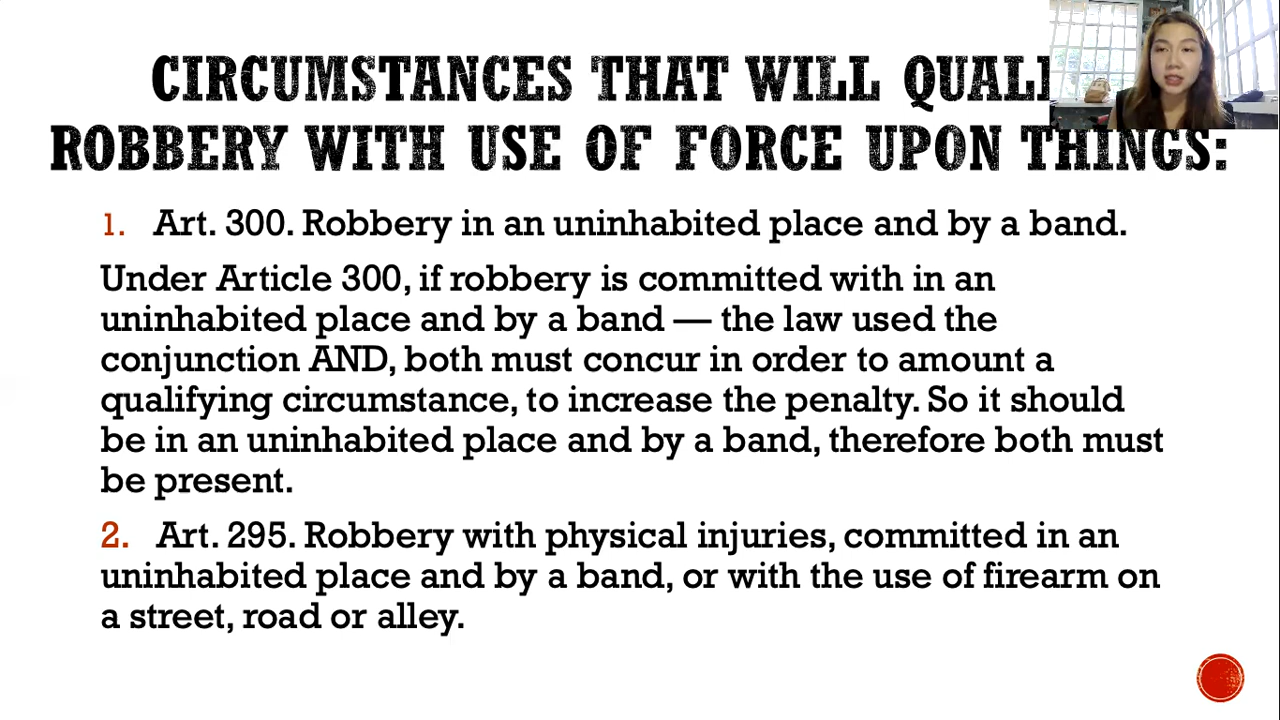 CIRCUMSTANCES THAT WILL
ROBBERY WITH USE OF FORCE UPON THINGS:
1. Art. 300. Robbery in an uninhabited place and by a band.
Under Article 300, if robbery is committed with in an
uninhabited place and by a band — the law used the
conjunction AND, both must concur in order to amount a
qualifying circumstance, to increase the penalty. So it should
be in an uninhabited place and by a band, therefore both must
be present.
2. Art. 295. Robbery with physical injuries, committed in an
uninhabited place and by a band, or with the use of firearm on
a street, road or alley.